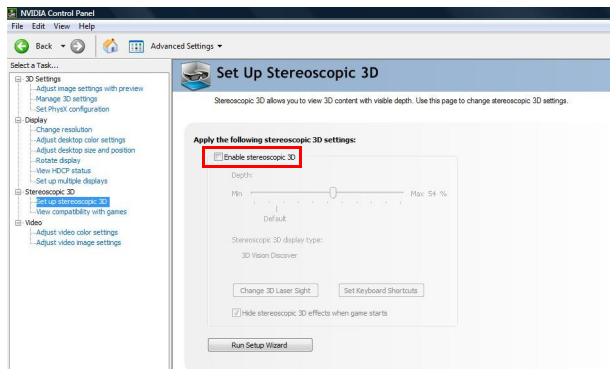 NVIDIA Control Panel
File Edit View Help
Back Advanced Settings
Select a Task...
3D Settings
Adjust image settings with preview
Manage 3D settings
Set PhysX configuration
Display
Change resolution
Adjust desktop color settings
Adjust desktop size and position
Rotate display
View HDCP status
Set up multiple displays
Stereoscopic 3D
Set up stereoscopic 3D
View compatibility with games
Video
Adjust video color settings
Adjust video image settings
Set Up Stereoscopic 3D
Stereoscopic 3D allows you to view 3D content with visible depth. Use this page to change stereoscopic 3D settings.
Apply the following stereoscopic 3D settings:
Enable stereoscopic 3D
Depth:
Min Max 54 %
Default
Stereoscopic 3D display type:
3D Vision Discover
Change 3D Laser Sight Set Keyboard Shortcuts
Hide stereoscopic 3D effects when game starts
Run Setup Wizard